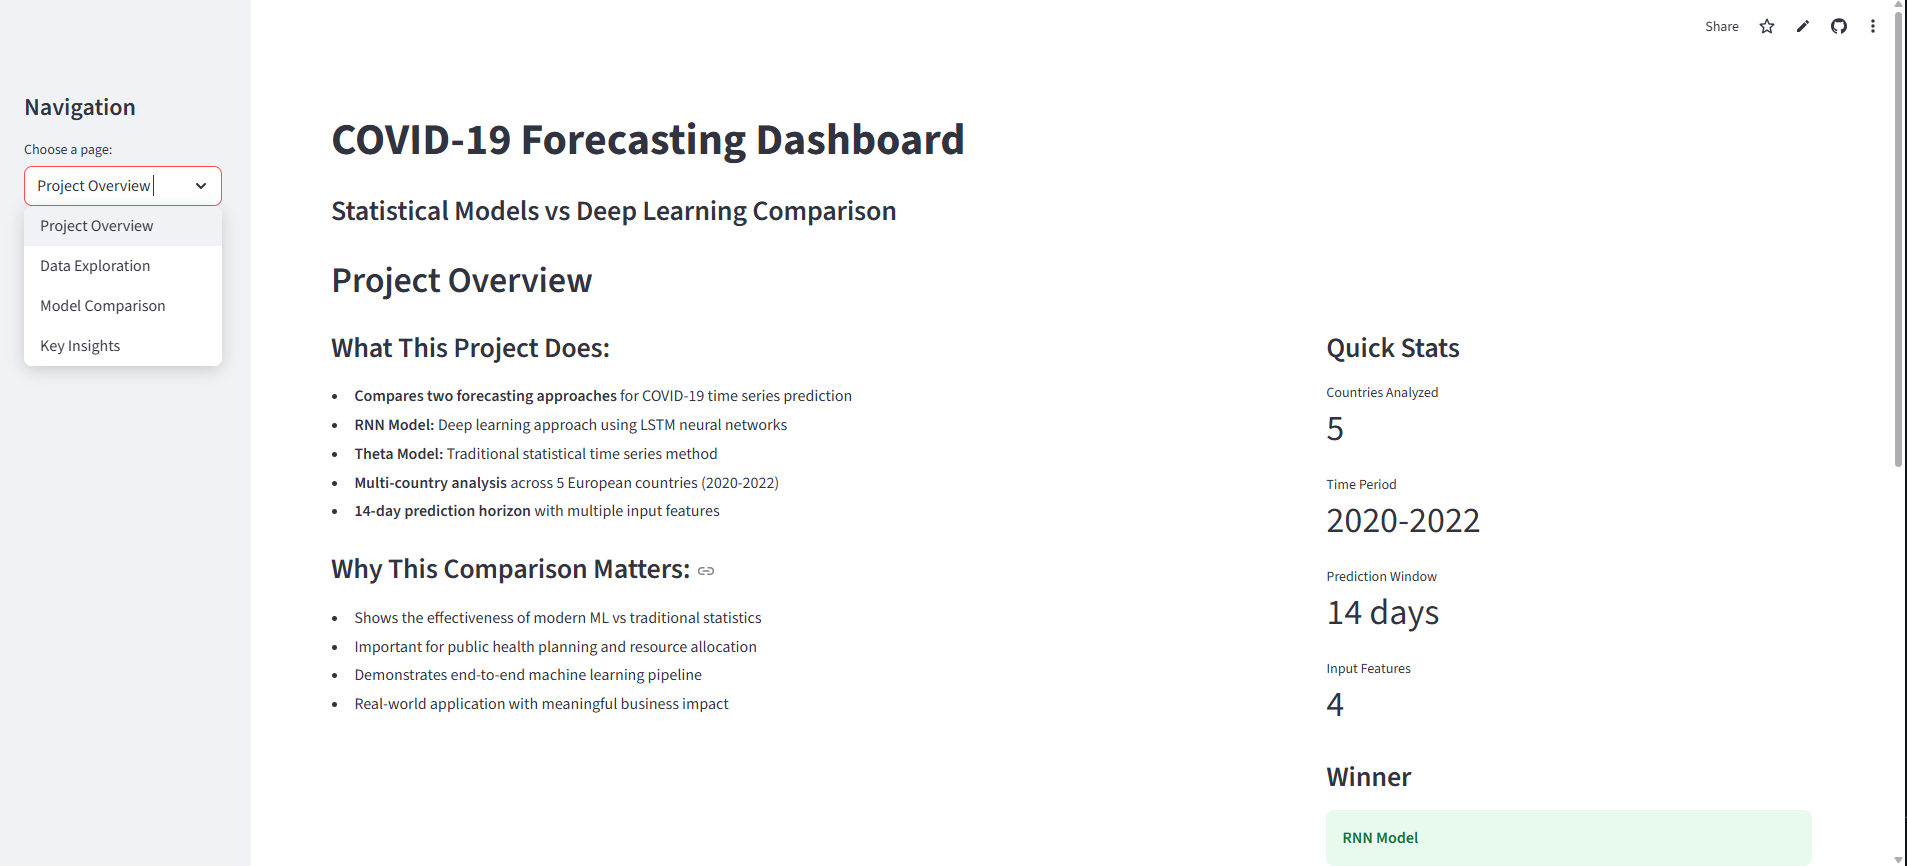 Share
Navigation
Choose a page:
Project Overview
Project Overview
Data Exploration
Model Comparison
Key Insights
COVID-19 Forecasting Dashboard
Statistical Models vs Deep Learning Comparison
Project Overview
What This Project Does:
Compares two forecasting approaches for COVID-19 time series prediction
RNN Model: Deep learning approach using LSTM neural networks
Theta Model: Traditional statistical time series method
Multi-country analysis across 5 European countries (2020-2022)
14-day prediction horizon with multiple input features
Why This Comparison Matters:
Shows the effectiveness of modern ML vs traditional statistics
Important for public health planning and resource allocation
Demonstrates end-to-end machine learning pipeline
Real-world application with meaningful business impact
Quick Stats
Countries Analyzed
5
Time Period
2020-2022
Prediction Window
14 days
Input Features
4
Winner
RNN Model